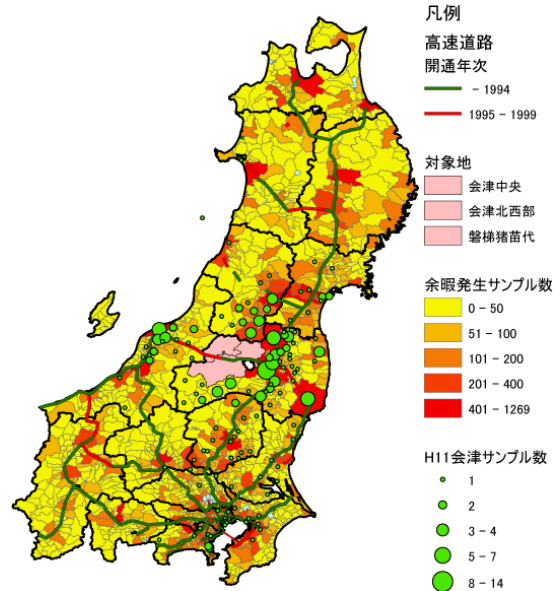 凡例
高速道路
開通年次
- 1994
1995 - 1999
対象地
会津中央
会津北西部
磐梯猪苗代
余暇発生サンプル数
0 - 50
51 - 100
101 - 200
201 - 400
401 - 1269
H11会津サンプル数
1
2
3 - 4
5 - 7
8 - 14